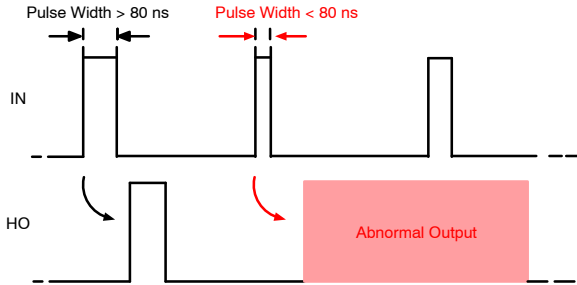 Pulse Width > 80 ns
Pulse Width < 80 ns
IN
HO
Abnormal Output